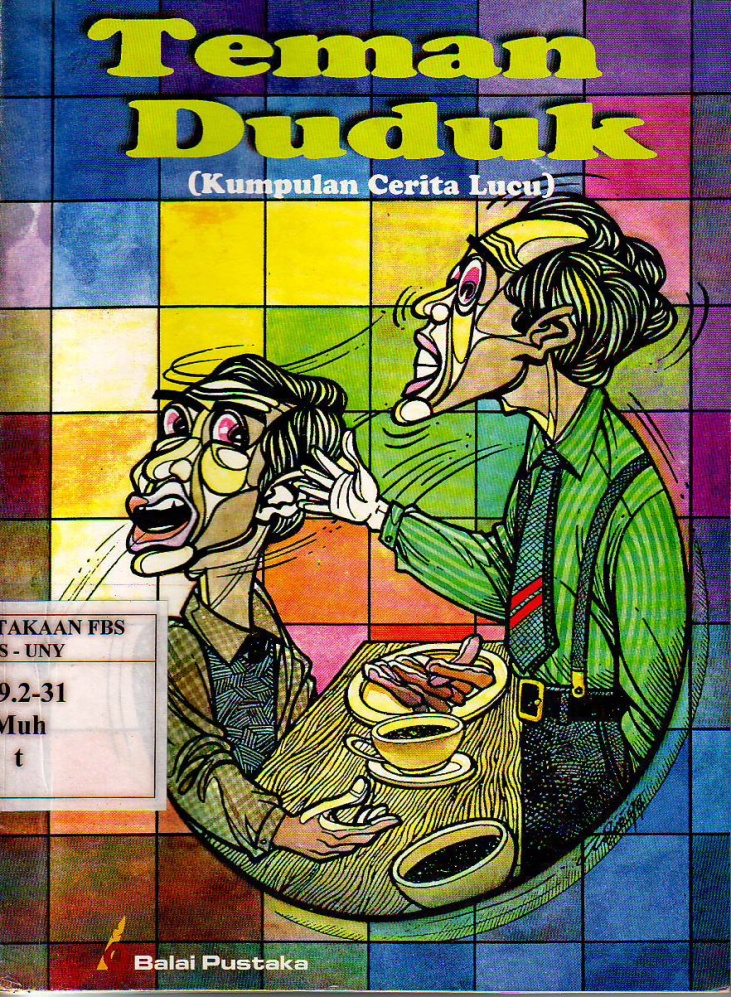 Teman
Duduk
(Kumpulan Cerita Lucu)
TAKAAN FBS
S - UNY
9.2-31
Muh
t
Balai Pustaka